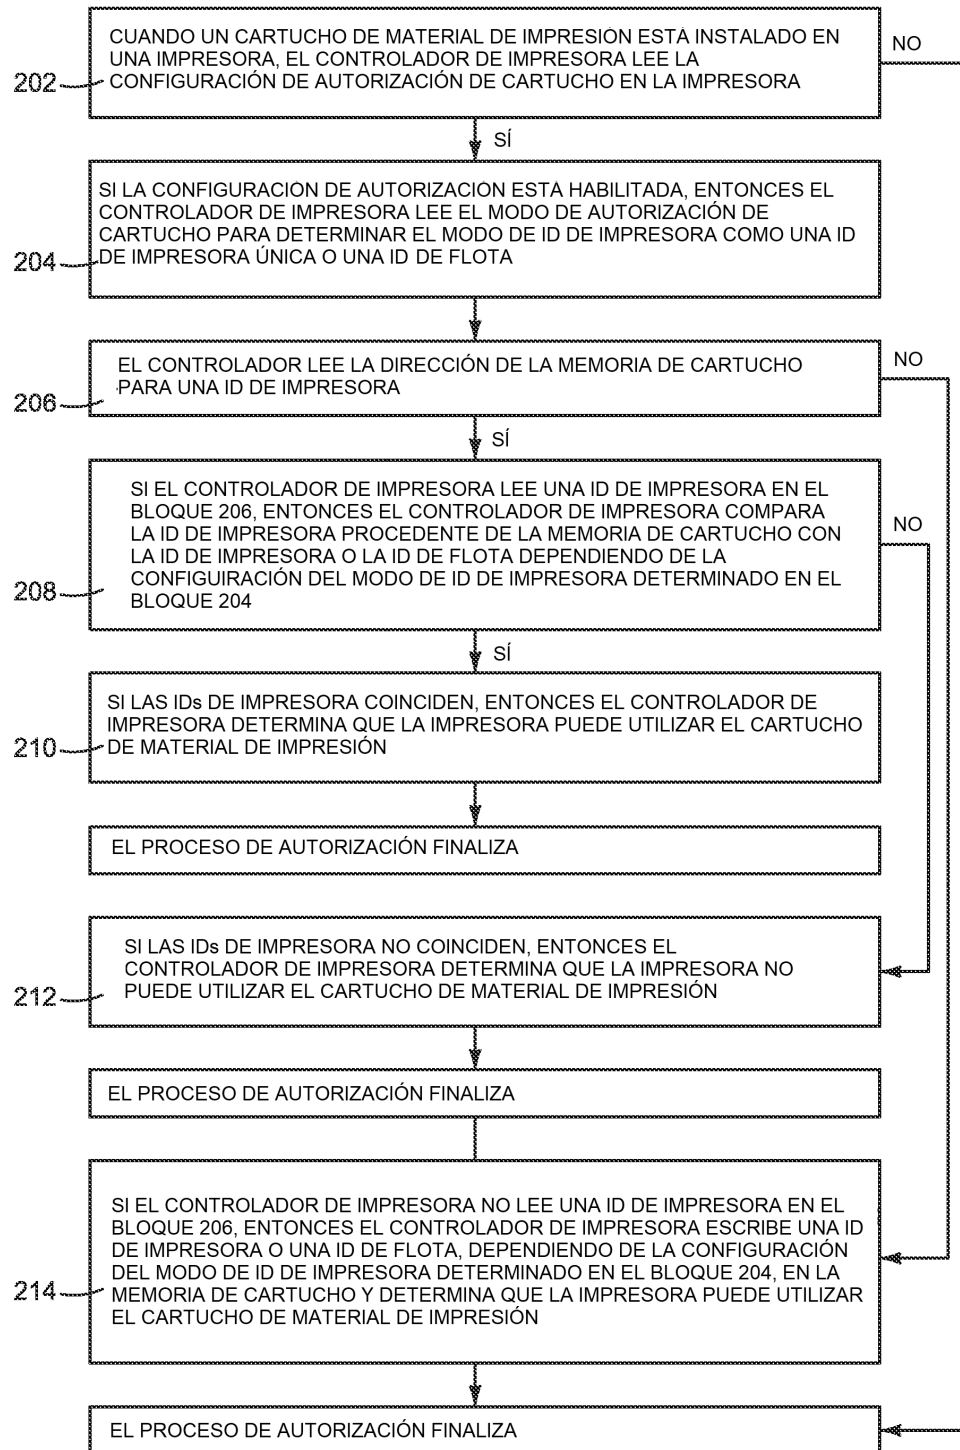 CUANDO UN CARTUCHO DE MATERIAL DE IMPRESIÓN ESTÁ INSTALADO EN
UNA IMPRESORA, EL CONTROLADOR DE IMPRESORA LEE LA
CONFIGURACIÓN DE AUTORIZACIÓN DE CARTUCHO EN LA IMPRESORA
NO
202
SÍ
SI LA CONFIGURACIÓN DE AUTORIZACIÓN ESTÁ HABILITADA, ENTONCES EL
CONTROLADOR DE IMPRESORA LEE EL MODO DE AUTORIZACIÓN DE
CARTUCHO PARA DETERMINAR EL MODO DE ID DE IMPRESORA COMO UNA ID
DE IMPRESORA ÚNICA O UNA ID DE FLOTA
204
EL CONTROLADOR LEE LA DIRECCIÓN DE LA MEMORIA DE CARTUCHO
PARA UNA ID DE IMPRESORA
NO
206
SÍ
SI EL CONTROLADOR DE IMPRESORA LEE UNA ID DE IMPRESORA EN EL
BLOQUE 206, ENTONCES EL CONTROLADOR DE IMPRESORA COMPARA
LA ID DE IMPRESORA PROCEDENTE DE LA MEMORIA DE CARTUCHO CON
LA ID DE IMPRESORA O LA ID DE FLOTA DEPENDIENDO DE LA
CONFIGUIRACIÓN DEL MODO DE ID DE IMPRESORA DETERMINADO EN EL
BLOQUE 204
NO
208
SÍ
SI LAS IDs DE IMPRESORA COINCIDEN, ENTONCES EL CONTROLADOR DE
IMPRESORA DETERMINA QUE LA IMPRESORA PUEDE UTILIZAR EL CARTUCHO
DE MATERIAL DE IMPRESIÓN
210
EL PROCESO DE AUTORIZACIÓN FINALIZA
SI LAS IDs DE IMPRESORA NO COINCIDEN, ENTONCES EL
CONTROLADOR DE IMPRESORA DETERMINA QUE LA IMPRESORA NO
PUEDE UTILIZAR EL CARTUCHO DE MATERIAL DE IMPRESIÓN
212
EL PROCESO DE AUTORIZACIÓN FINALIZA
SI EL CONTROLADOR DE IMPRESORA NO LEE UNA ID DE IMPRESORA EN EL
BLOQUE 206, ENTONCES EL CONTROLADOR DE IMPRESORA ESCRIBE UNA ID
DE IMPRESORA O UNA ID DE FLOTA, DEPENDIENDO DE LA CONFIGURACIÓN
DEL MODO DE ID DE IMPRESORA DETERMINADO EN EL BLOQUE 204, EN LA
MEMORIA DE CARTUCHO Y DETERMINA QUE LA IMPRESORA PUEDE UTILIZAR
EL CARTUCHO DE MATERIAL DE IMPRESIÓN
214
EL PROCESO DE AUTORIZACIÓN FINALIZA